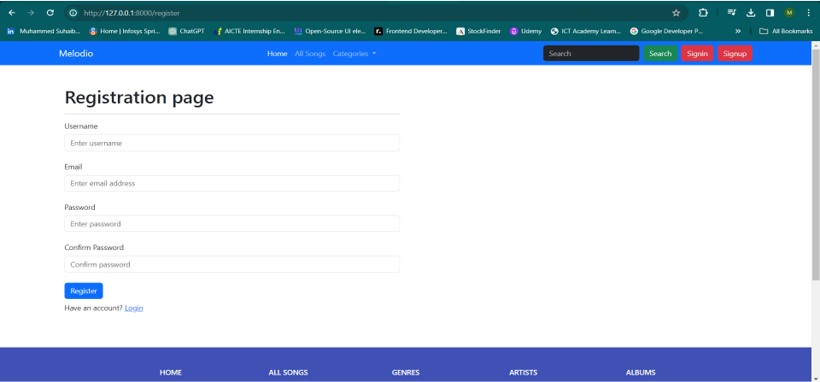 http://127.0.0.1:8000/register
Muhammed Suhaib... Home | Infosys Spri... ChatGPT AICTE Internship En... Open-Source UI ele... Frontend Developer... StockFinder Udemy ICT Academy Learn... Google Developer P... » All Bookmarks
Melodio Home All Songs Categories Search Search Signin Signup
Registration page
Username
Enter username
Email
Enter email address
Password
Enter password
Confirm Password
Confirm password
Register
Have an account? Login
HOME ALL SONGS GENRES ARTISTS ALBUMS